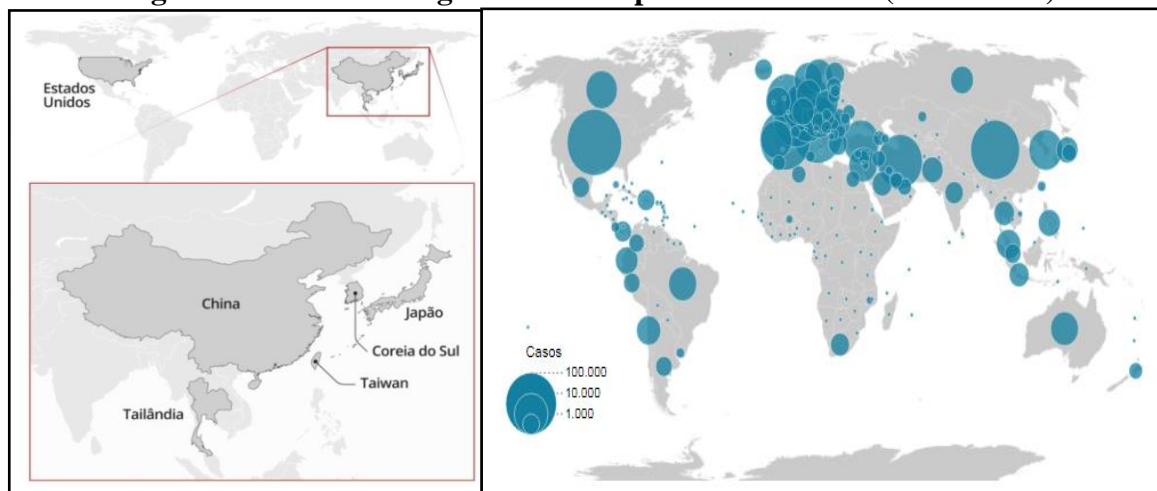 Estados
Unidos
China
Japão
Coreia do Sul
Taiwan
Tailândia
Casos
100.000
10.000
1.000